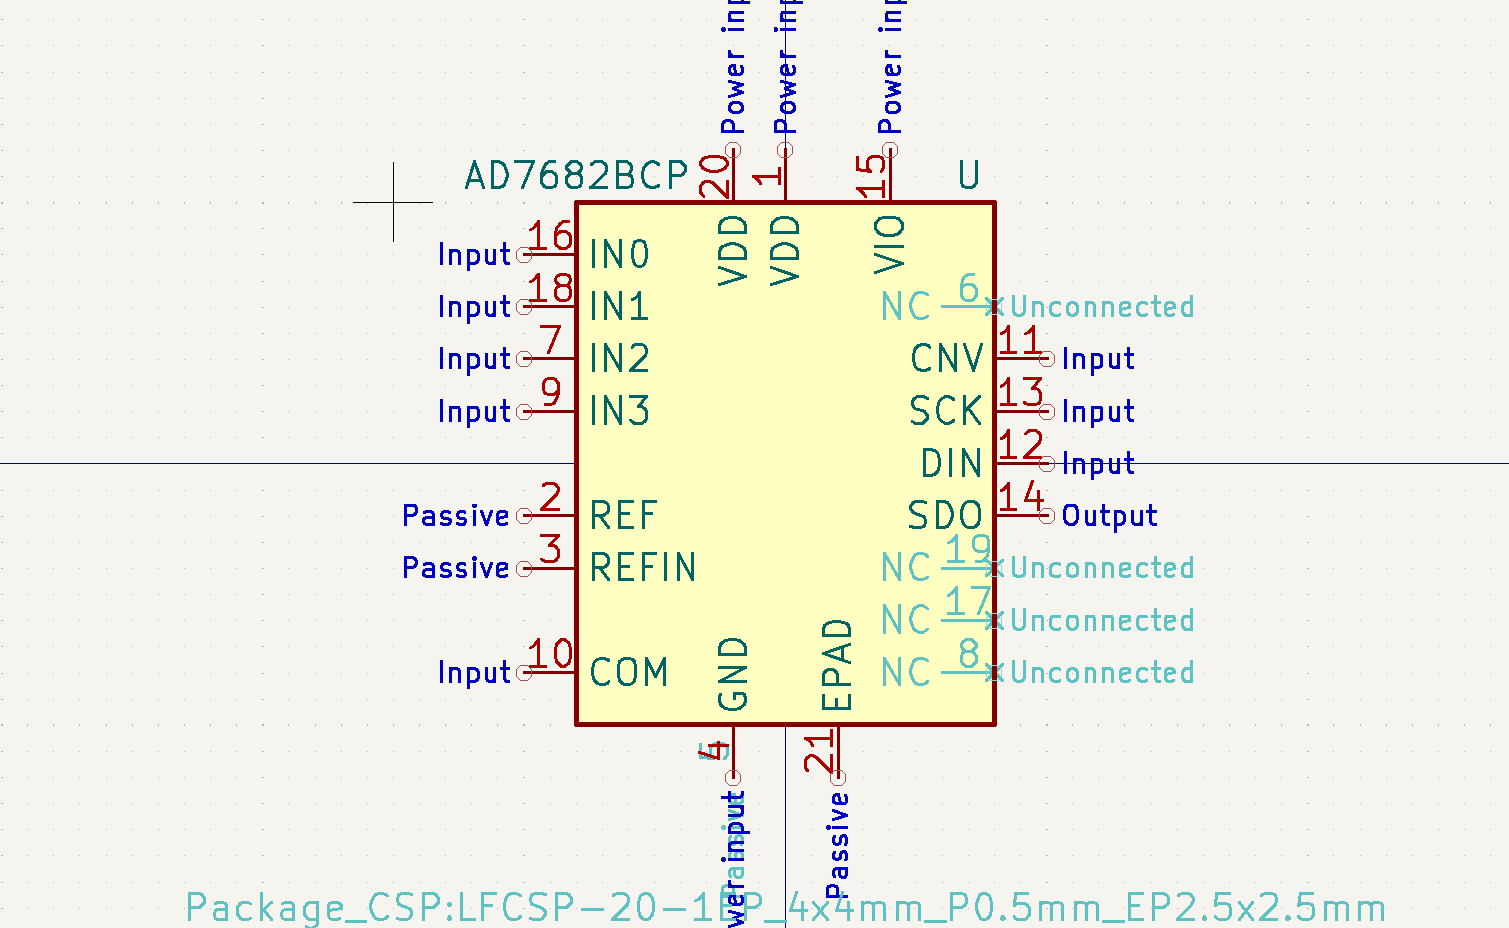 Power inp
Power inp
Power inp
AD7682BCP
20
1
15
U
VDD
VDD
VIO
Input 16 IN0
Input 18 IN1
Input 7 IN2
Input 9 IN3
NC 6 Unconnected
CNV 11 Input
SCK 13 Input
DIN 12 Input
SDO 14 Output
Passive 2 REF
Passive 3 REFIN
NC 19 Unconnected
NC 17 Unconnected
NC 8 Unconnected
Input 10 COM
GND
EPAD
4
5
21
wer input
Passive
Passive
Package_CSP:LFCSP-20-1EP_4x4mm_P0.5mm_EP2.5x2.5mm